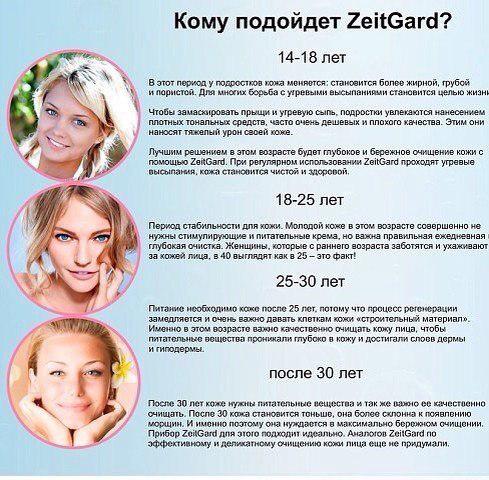 Кому подойдет ZeitGard?
14-18 лет
В этот период у подростков кожа меняется: становится более жирной, грубой
и пористой. Для многих борьба с угревыми высыпаниями становится целью жизни
Чтобы замаскировать прыщи и угревую сыпь, подростки увлекаются нанесением
плотных тональных средств, часто очень дешевых и плохого качества. Этим они
наносят тяжелый урон своей коже.
Лучшим решением в этом возрасте будет глубокое и бережное очищение кожи с
помощью ZeitGard. При регулярном использовании ZeitGard проходят угревые
высыпания, кожа становится чистой и здоровой.
18-25 лет
Период стабильности для кожи. Молодой коже в этом возрасте совершенно не
нужны стимулирующие и питательные крема, но важна правильная ежедневная и
глубокая очистка. Женщины, которые с раннего возраста заботятся и ухаживают
за кожей лица, в 40 выглядят как в 25 – это факт!
25-30 лет
Питание необходимо коже после 25 лет, потому что процесс регенерации
замедляется и очень важно давать клеткам кожи «строительный материал».
Именно в этом возрасте важно качественно очищать кожу лица, чтобы
питательные вещества проникали глубоко в кожу и достигали слоев дермы
и гиподермы.
после 30 лет
После 30 лет коже нужны питательные вещества и так же важно ее качественно
очищать. После 30 кожа становится тоньше, она более склонна к появлению
морщин. И именно поэтому она нуждается в максимально бережном очищении.
Прибор ZeitGard для этого подходит идеально. Аналогов ZeitGard по
эффективному и деликатному очищению кожи лица еще не придумали.